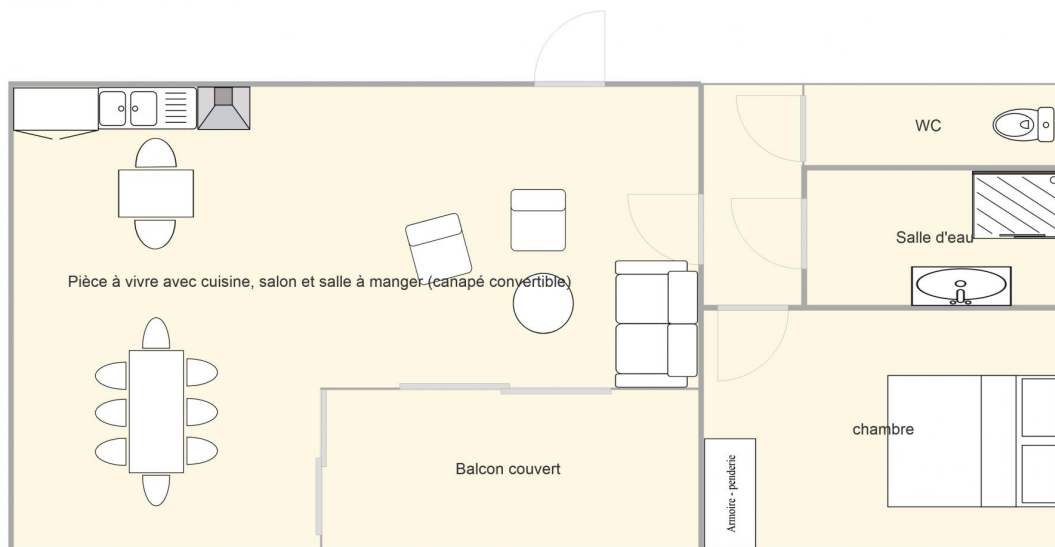 WC
Salle d'eau
Pièce à vivre avec cuisine, salon et salle à manger (canapé convertible)
chambre
Balcon couvert
Armoire - penderie